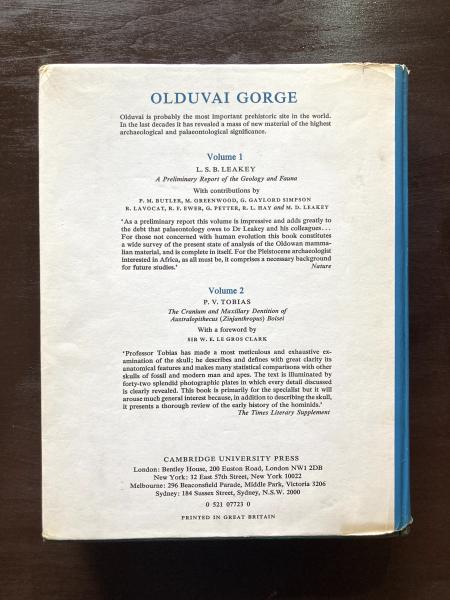 OLDUVAI GORGE
Olduvai is probably the most important prehistoric site in the world.
In the last decades it has revealed a mass of new material of the highest
archaeological and palaeontological significance.
Volume 1
L. S. B. LEAKEY
A Preliminary Report of the Geology and Fauna
With contributions by
P. M. BUTLER, M. GREENWOOD, G. GAYLORD SIMPSON
R. LAVOCAT, R. F. EWER, G. PETTER, R. L. HAY and M. D. LEAKEY
'As a preliminary report this volume is impressive and adds greatly to
the debt that palaeontology owes to Dr Leakey and his colleagues...
For those not concerned with human evolution this book constitutes
a wide survey of the present state of analysis of the Oldowan mamma-
lian material, and is complete in itself. For the Pleistocene archaeologist
interested in Africa, as all must be, it comprises a necessary background
for future studies.' Nature
Volume 2
P. V. TOBIAS
The Cranium and Maxillary Dentition of
Australopithecus (Zinjanthropus) Boisei
With a foreword by
SIR W. E. LE GROS CLARK
'Professor Tobias has made a most meticulous and exhaustive ex-
amination of the skull; he describes and defines with great clarity its
anatomical features and makes many statistical comparisons with other
skulls of fossil and modern man and apes. The text is illuminated by
forty-two splendid photographic plates in which every detail discussed
is clearly revealed. This book is primarily for the specialist but it will
arouse much general interest because, in addition to describing the skull,
it presents a thorough review of the early history of the hominids.'
The Times Literary Supplement
CAMBRIDGE UNIVERSITY PRESS
London: Bentley House, 200 Euston Road, London NW1 2DB
New York: 32 East 57th Street, New York 10022
Melbourne: 296 Beaconsfield Parade, Middle Park, Victoria 3206
Sydney: 184 Sussex Street, Sydney, N.S.W. 2000
0 521 07723 0
PRINTED IN GREAT BRITAIN